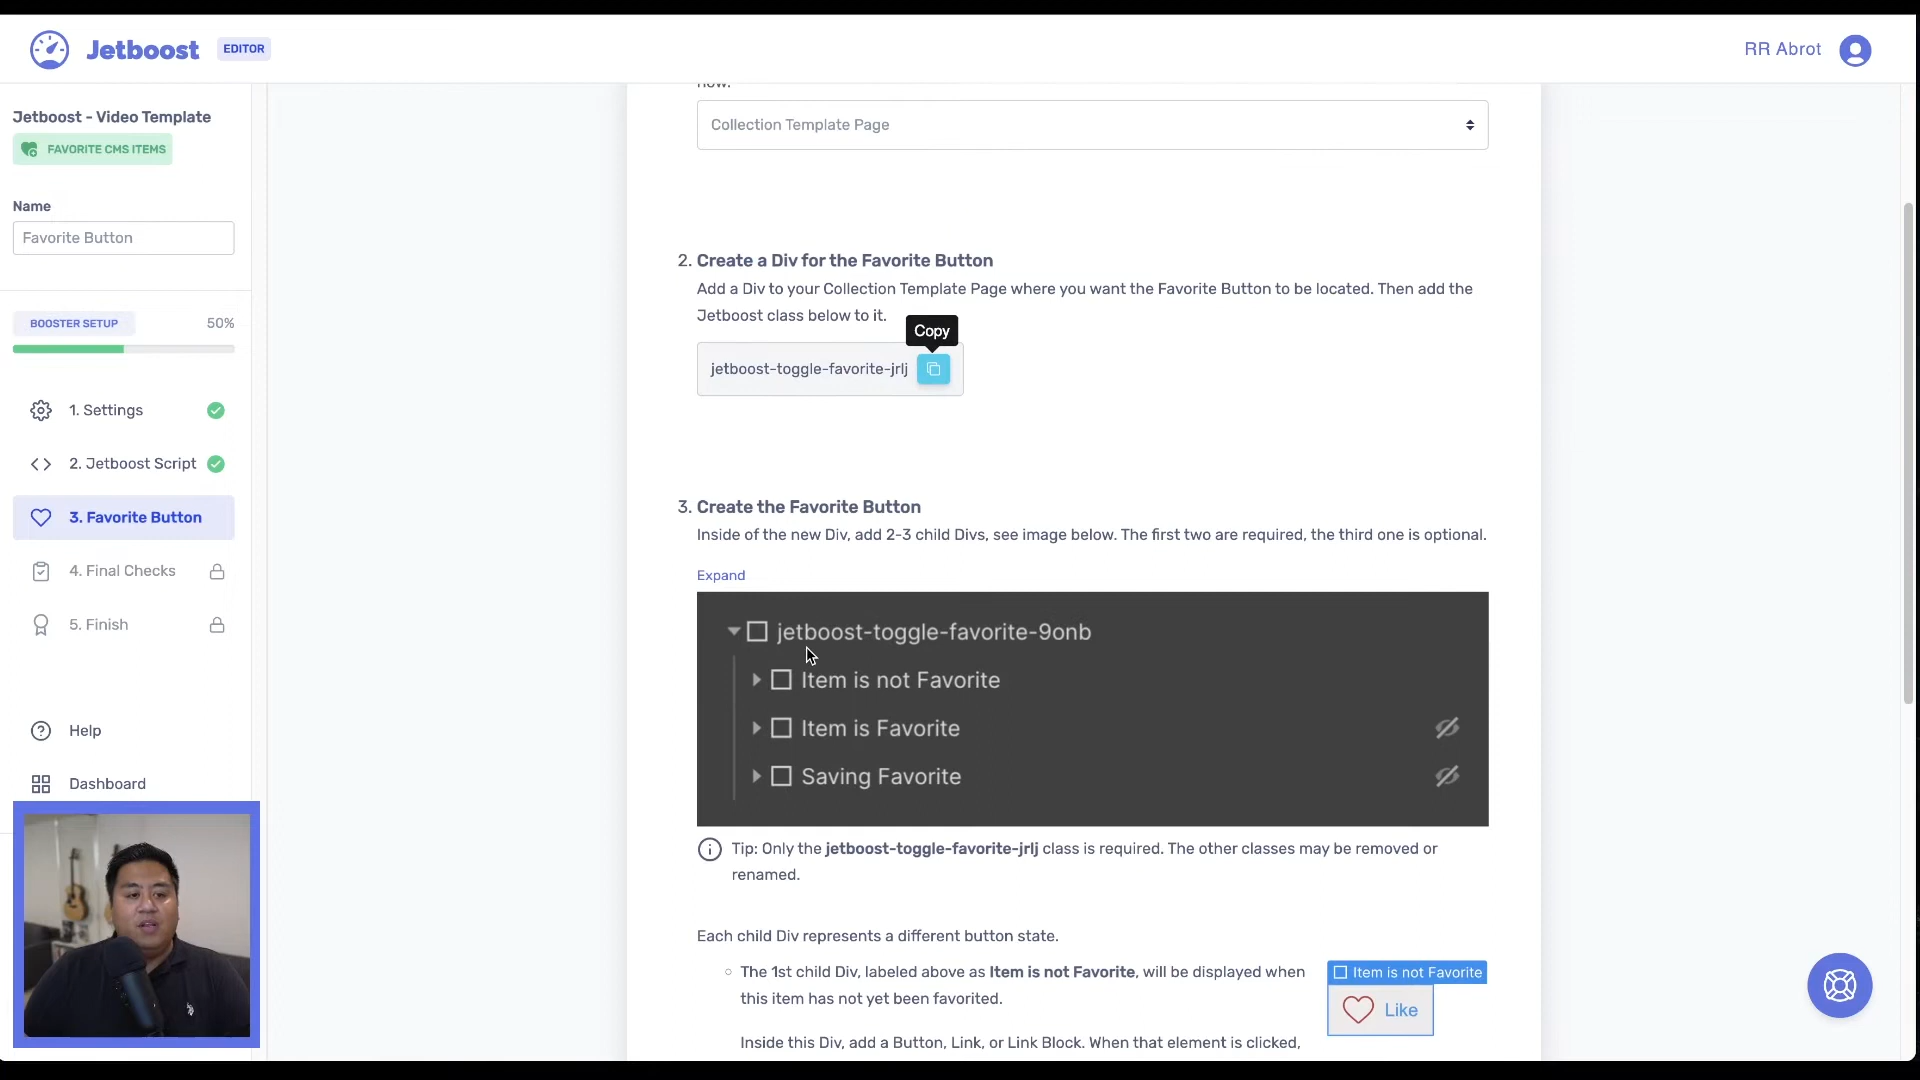 Jetboost
EDITOR
RR Abrot
Jetboost - Video Template
FAVORITE CMS ITEMS
Name
Favorite Button
BOOSTER SETUP
50%
1. Settings
2. Jetboost Script
3. Favorite Button
4. Final Checks
5. Finish
Help
Dashboard
now.
Collection Template Page
2. Create a Div for the Favorite Button
Add a Div to your Collection Template Page where you want the Favorite Button to be located. Then add the
Jetboost class below to it.
Copy
jetboost-toggle-favorite-jrlj
3. Create the Favorite Button
Inside of the new Div, add 2-3 child Divs, see image below. The first two are required, the third one is optional.
Expand
jetboost-toggle-favorite-9onb
Item is not Favorite
Item is Favorite
Saving Favorite
Tip: Only the jetboost-toggle-favorite-jrlj class is required. The other classes may be removed or
renamed.
Each child Div represents a different button state.
The 1st child Div, labeled above as Item is not Favorite, will be displayed when
this item has not yet been favorited.
Item is not Favorite
Like
Inside this Div, add a Button, Link, or Link Block. When that element is clicked,